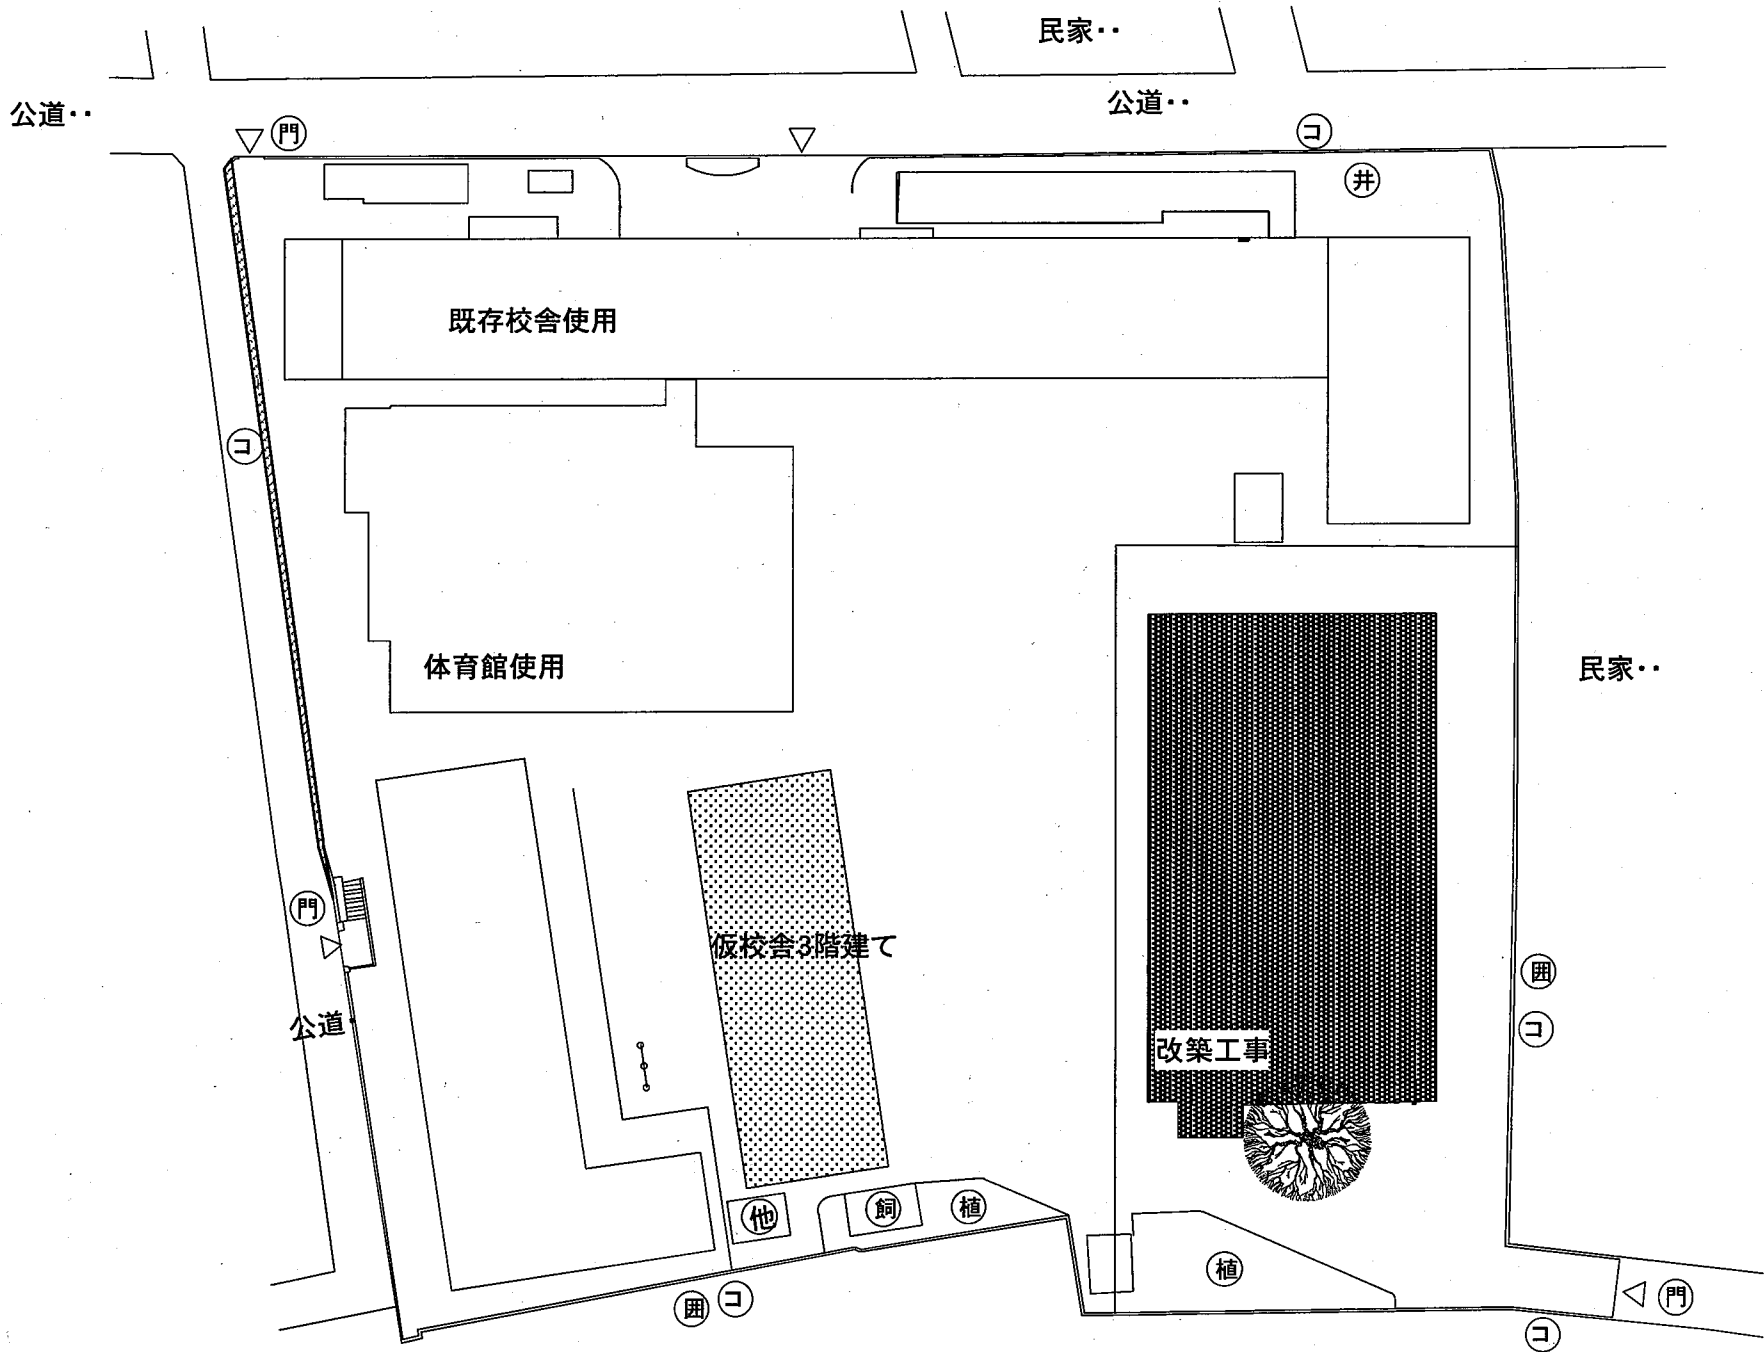 民家‥
公道‥
公道‥
門
コ
井
既存校舎使用
コ
体育館使用
民家‥
門
仮校舎3階建て
囲
公道
コ
改築工事
他
飼
植
植
囲
コ
門
コ